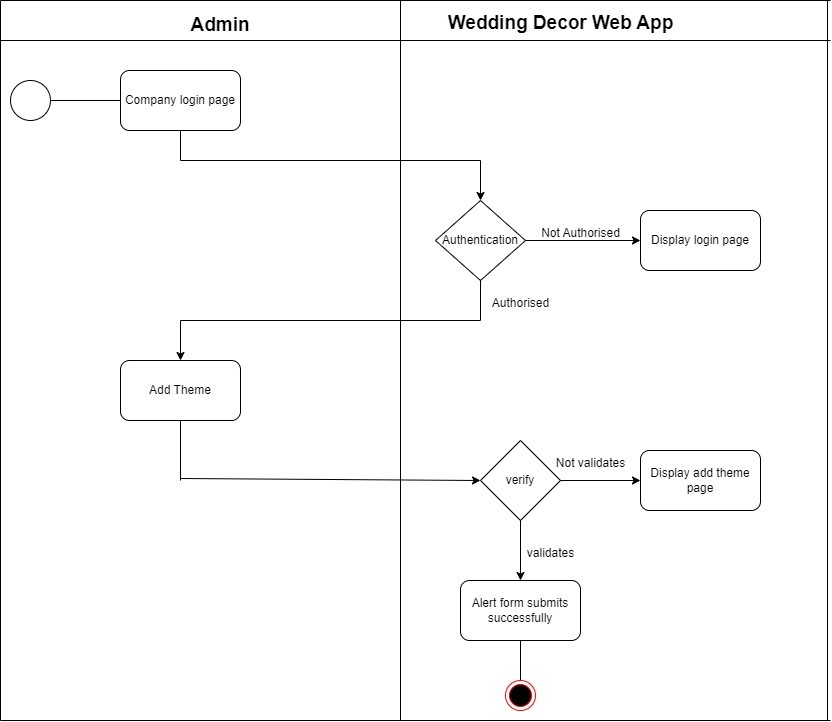 Admin
Wedding Decor Web App
Company login page
Authentication
Not Authorised
Display login page
Authorised
Add Theme
verify
Not validates
Display add theme
page
validates
Alert form submits
successfully